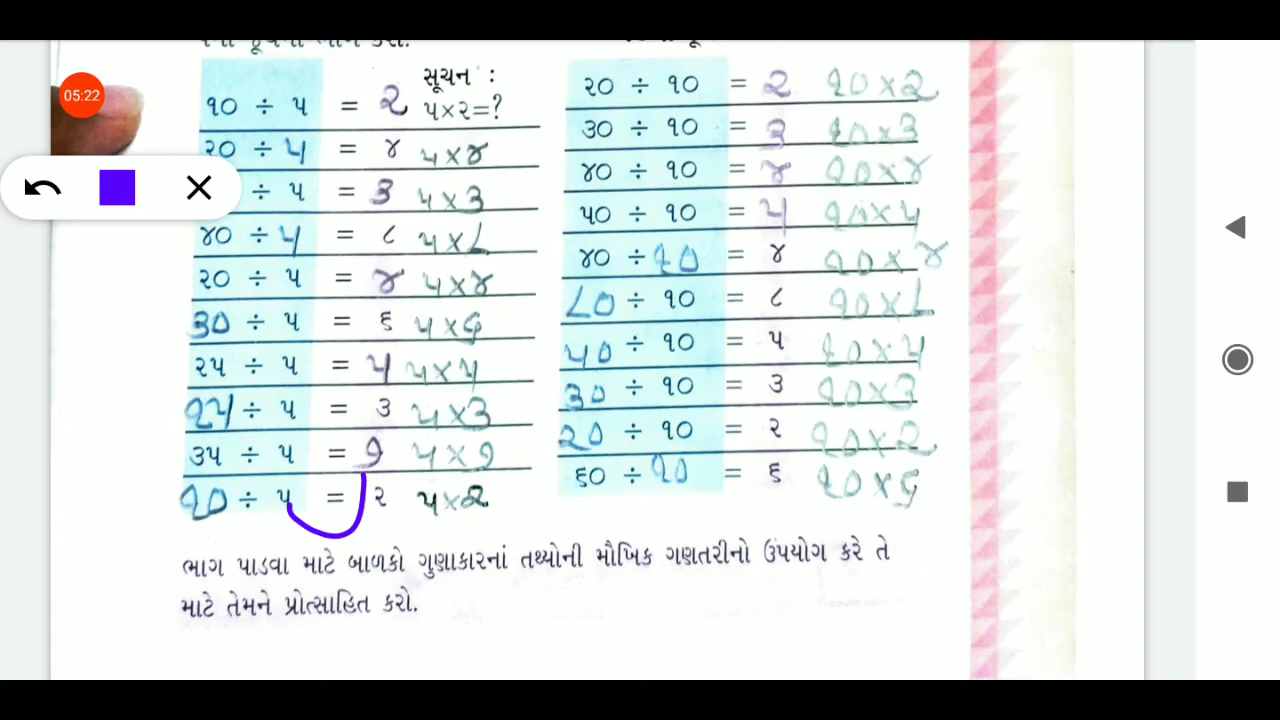 05:22
સૂચન :
૧૦ ÷ ૫ = ૨ ૫×૨=?
૨૦ ÷ ૫ = ૪ ૫×૪
÷ ૫ = ૩ ૫×૩
૪૦ ÷ ૫ = ૮ ૫×૮
૨૦ ÷ ૫ = ૪ ૫×૪
૩૦ ÷ ૫ = ૬ ૫×૬
૨૫ ÷ ૫ = ૫ ૫×૫
૧૫ ÷ ૫ = ૩ ૫×૩
૩૫ ÷ ૫ = ૭ ૫×૭
૧૦ ÷ ૫ = ૨ ૫×૨
૨૦ ÷ ૧૦ = ૨ ૧૦×૨
૩૦ ÷ ૧૦ = ૩ ૧૦×૩
૪૦ ÷ ૧૦ = ૪ ૧૦×૪
૫૦ ÷ ૧૦ = ૫ ૧૦×૫
૪૦ ÷ ૧૦ = ૪ ૧૦×૪
૮૦ ÷ ૧૦ = ૮ ૧૦×૮
૫૦ ÷ ૧૦ = ૫ ૧૦×૫
૩૦ ÷ ૧૦ = ૩ ૧૦×૩
૨૦ ÷ ૧૦ = ૨ ૧૦×૨
૬૦ ÷ ૧૦ = ૬ ૧૦×૬
ભાગ પાડવા માટે બાળકો ગુણાકારનાં તથ્યોની મૌખિક ગણતરીનો ઉપયોગ કરે તે
માટે તેમને પ્રોત્સાહિત કરો.